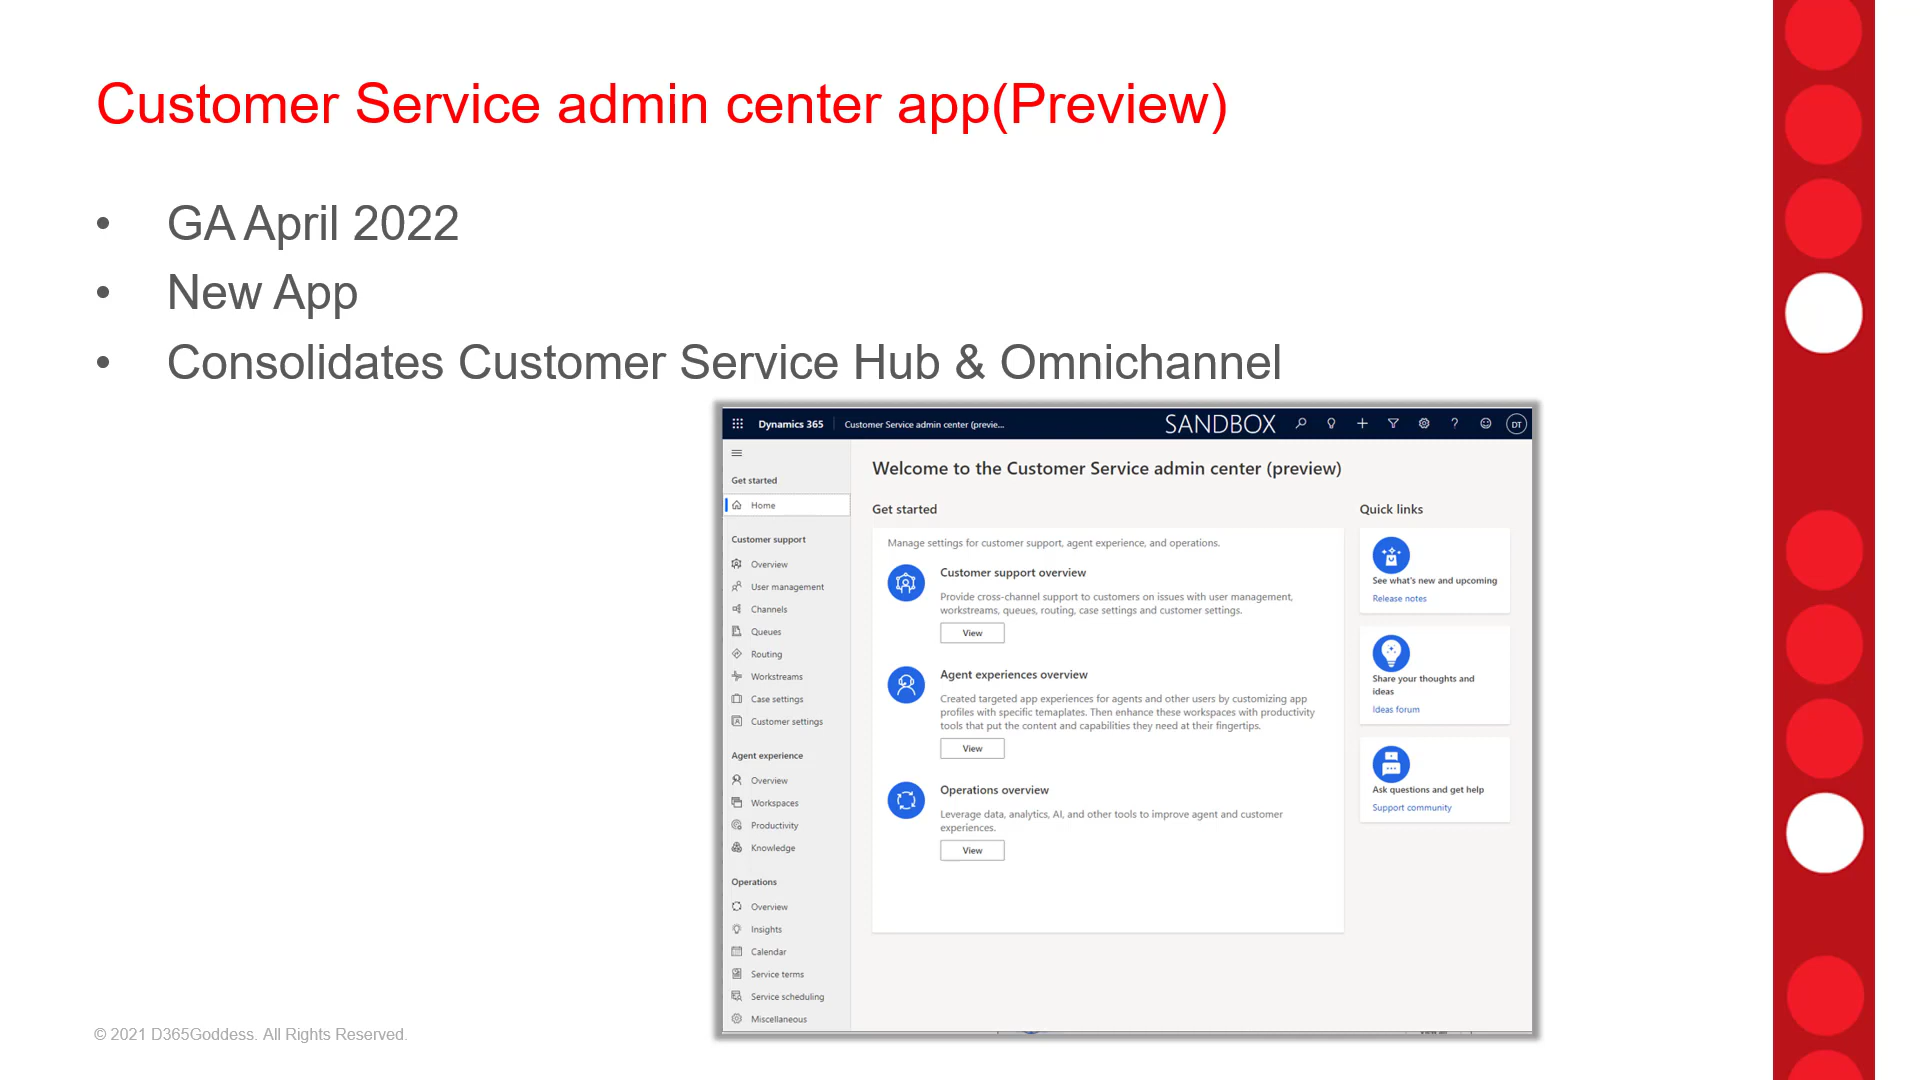 Customer Service admin center app(Preview)
• GA April 2022
• New App
• Consolidates Customer Service Hub & Omnichannel
Dynamics 365
Customer Service admin center (previe...
SANDBOX
DT
Get started
Home
Customer support
Overview
User management
Channels
Queues
Routing
Workstreams
Case settings
Customer settings
Agent experience
Overview
Workspaces
Productivity
Knowledge
Operations
Overview
Insights
Calendar
Service terms
Service scheduling
Miscellaneous
Welcome to the Customer Service admin center (preview)
Get started
Manage settings for customer support, agent experience, and operations.
Customer support overview
Provide cross-channel support to customers on issues with user management,
workstreams, queues, routing, case settings and customer settings.
View
Agent experiences overview
Created targeted app experiences for agents and other users by customizing app
profiles with specific temaplates. Then enhance these workspaces with productivity
tools that put the content and capabilities they need at their fingertips.
View
Operations overview
Leverage data, analytics, AI, and other tools to improve agent and customer
experiences.
View
Quick links
See what's new and upcoming
Release notes
Share your thoughts and
ideas
Ideas forum
Ask questions and get help
Support community
© 2021 D365Goddess. All Rights Reserved.